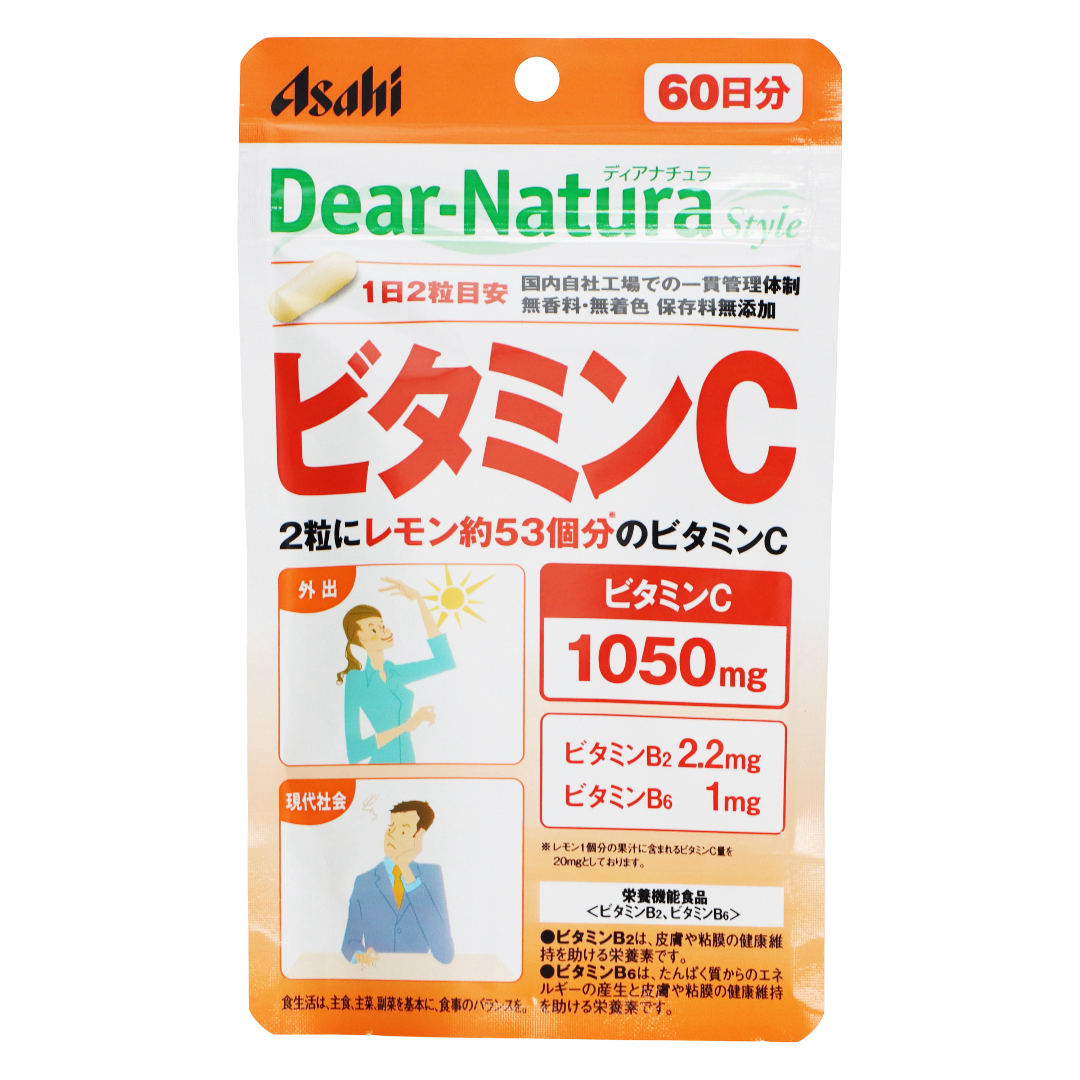 Asahi
60日分
ディアナチュラ
Dear-Natura Style
1日2粒目安
国内自社工場での一貫管理体制
無香料・無着色 保存料無添加
ビタミンC
2粒にレモン約53個分※のビタミンC
外出
ビタミンC
1050mg
ビタミンB2 2.2mg
ビタミンB6 1mg
現代社会
※レモン1個分の果汁に含まれるビタミンC量を
20mgとしております。
栄養機能食品
<ビタミンB2、ビタミンB6>
●ビタミンB2は、皮膚や粘膜の健康維
持を助ける栄養素です。
●ビタミンB6は、たんぱく質からのエネ
ルギーの産生と皮膚や粘膜の健康維持
を助ける栄養素です。
食生活は、主食、主菜、副菜を基本に、食事のバランスを。